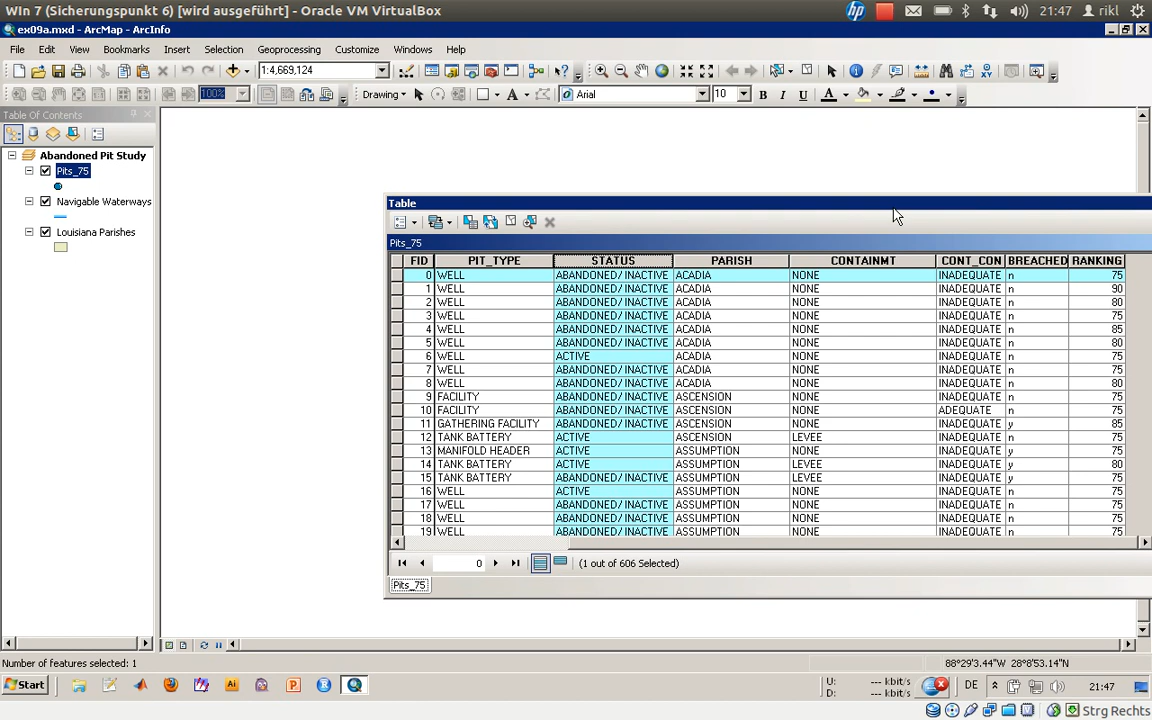 Win 7 (Sicherungspunkt 6) [wird ausgeführt] - Oracle VM VirtualBox
hp
21:47
rikl
ex09a.mxd - ArcMap - ArcInfo
File Edit View Bookmarks Insert Selection Geoprocessing Customize Windows Help
1:4,669,124
100%
Drawing
A
Arial
10
B I U A
Table Of Contents
Abandoned Pit Study
Pits_75
Navigable Waterways
Louisiana Parishes
Table
Pits_75
FID PIT_TYPE STATUS PARISH CONTAINMT CONT_CON BREACHED RANKING
0 WELL ABANDONED/INACTIVE ACADIA NONE INADEQUATE n 75
1 WELL ABANDONED/INACTIVE ACADIA NONE INADEQUATE n 90
2 WELL ABANDONED/INACTIVE ACADIA NONE INADEQUATE n 80
3 WELL ABANDONED/INACTIVE ACADIA NONE INADEQUATE n 75
4 WELL ABANDONED/INACTIVE ACADIA NONE INADEQUATE n 85
5 WELL ABANDONED/INACTIVE ACADIA NONE INADEQUATE n 80
6 WELL ACTIVE ACADIA NONE INADEQUATE n 75
7 WELL ABANDONED/INACTIVE ACADIA NONE INADEQUATE n 75
8 WELL ABANDONED/INACTIVE ACADIA NONE INADEQUATE n 80
9 FACILITY ABANDONED/INACTIVE ASCENSION NONE INADEQUATE n 75
10 FACILITY ABANDONED/INACTIVE ASCENSION NONE ADEQUATE n 75
11 GATHERING FACILITY ABANDONED/INACTIVE ASCENSION NONE INADEQUATE y 85
12 TANK BATTERY ACTIVE ASCENSION LEVEE INADEQUATE n 75
13 MANIFOLD HEADER ACTIVE ASSUMPTION NONE INADEQUATE y 75
14 TANK BATTERY ACTIVE ASSUMPTION LEVEE INADEQUATE y 80
15 TANK BATTERY ABANDONED/INACTIVE ASSUMPTION LEVEE INADEQUATE y 75
16 WELL ACTIVE ASSUMPTION NONE INADEQUATE n 75
17 WELL ABANDONED/INACTIVE ASSUMPTION NONE INADEQUATE n 75
18 WELL ABANDONED/INACTIVE ASSUMPTION NONE INADEQUATE n 75
19 WELL ABANDONED/INACTIVE ASSUMPTION NONE INADEQUATE n 75
0
(1 out of 606 Selected)
Pits_75
Number of features selected: 1
88°29'3.44"W 28°8'53.14"N
Start
U: --- kbit/s
D: --- kbit/s
DE
21:47
Strg Rechts